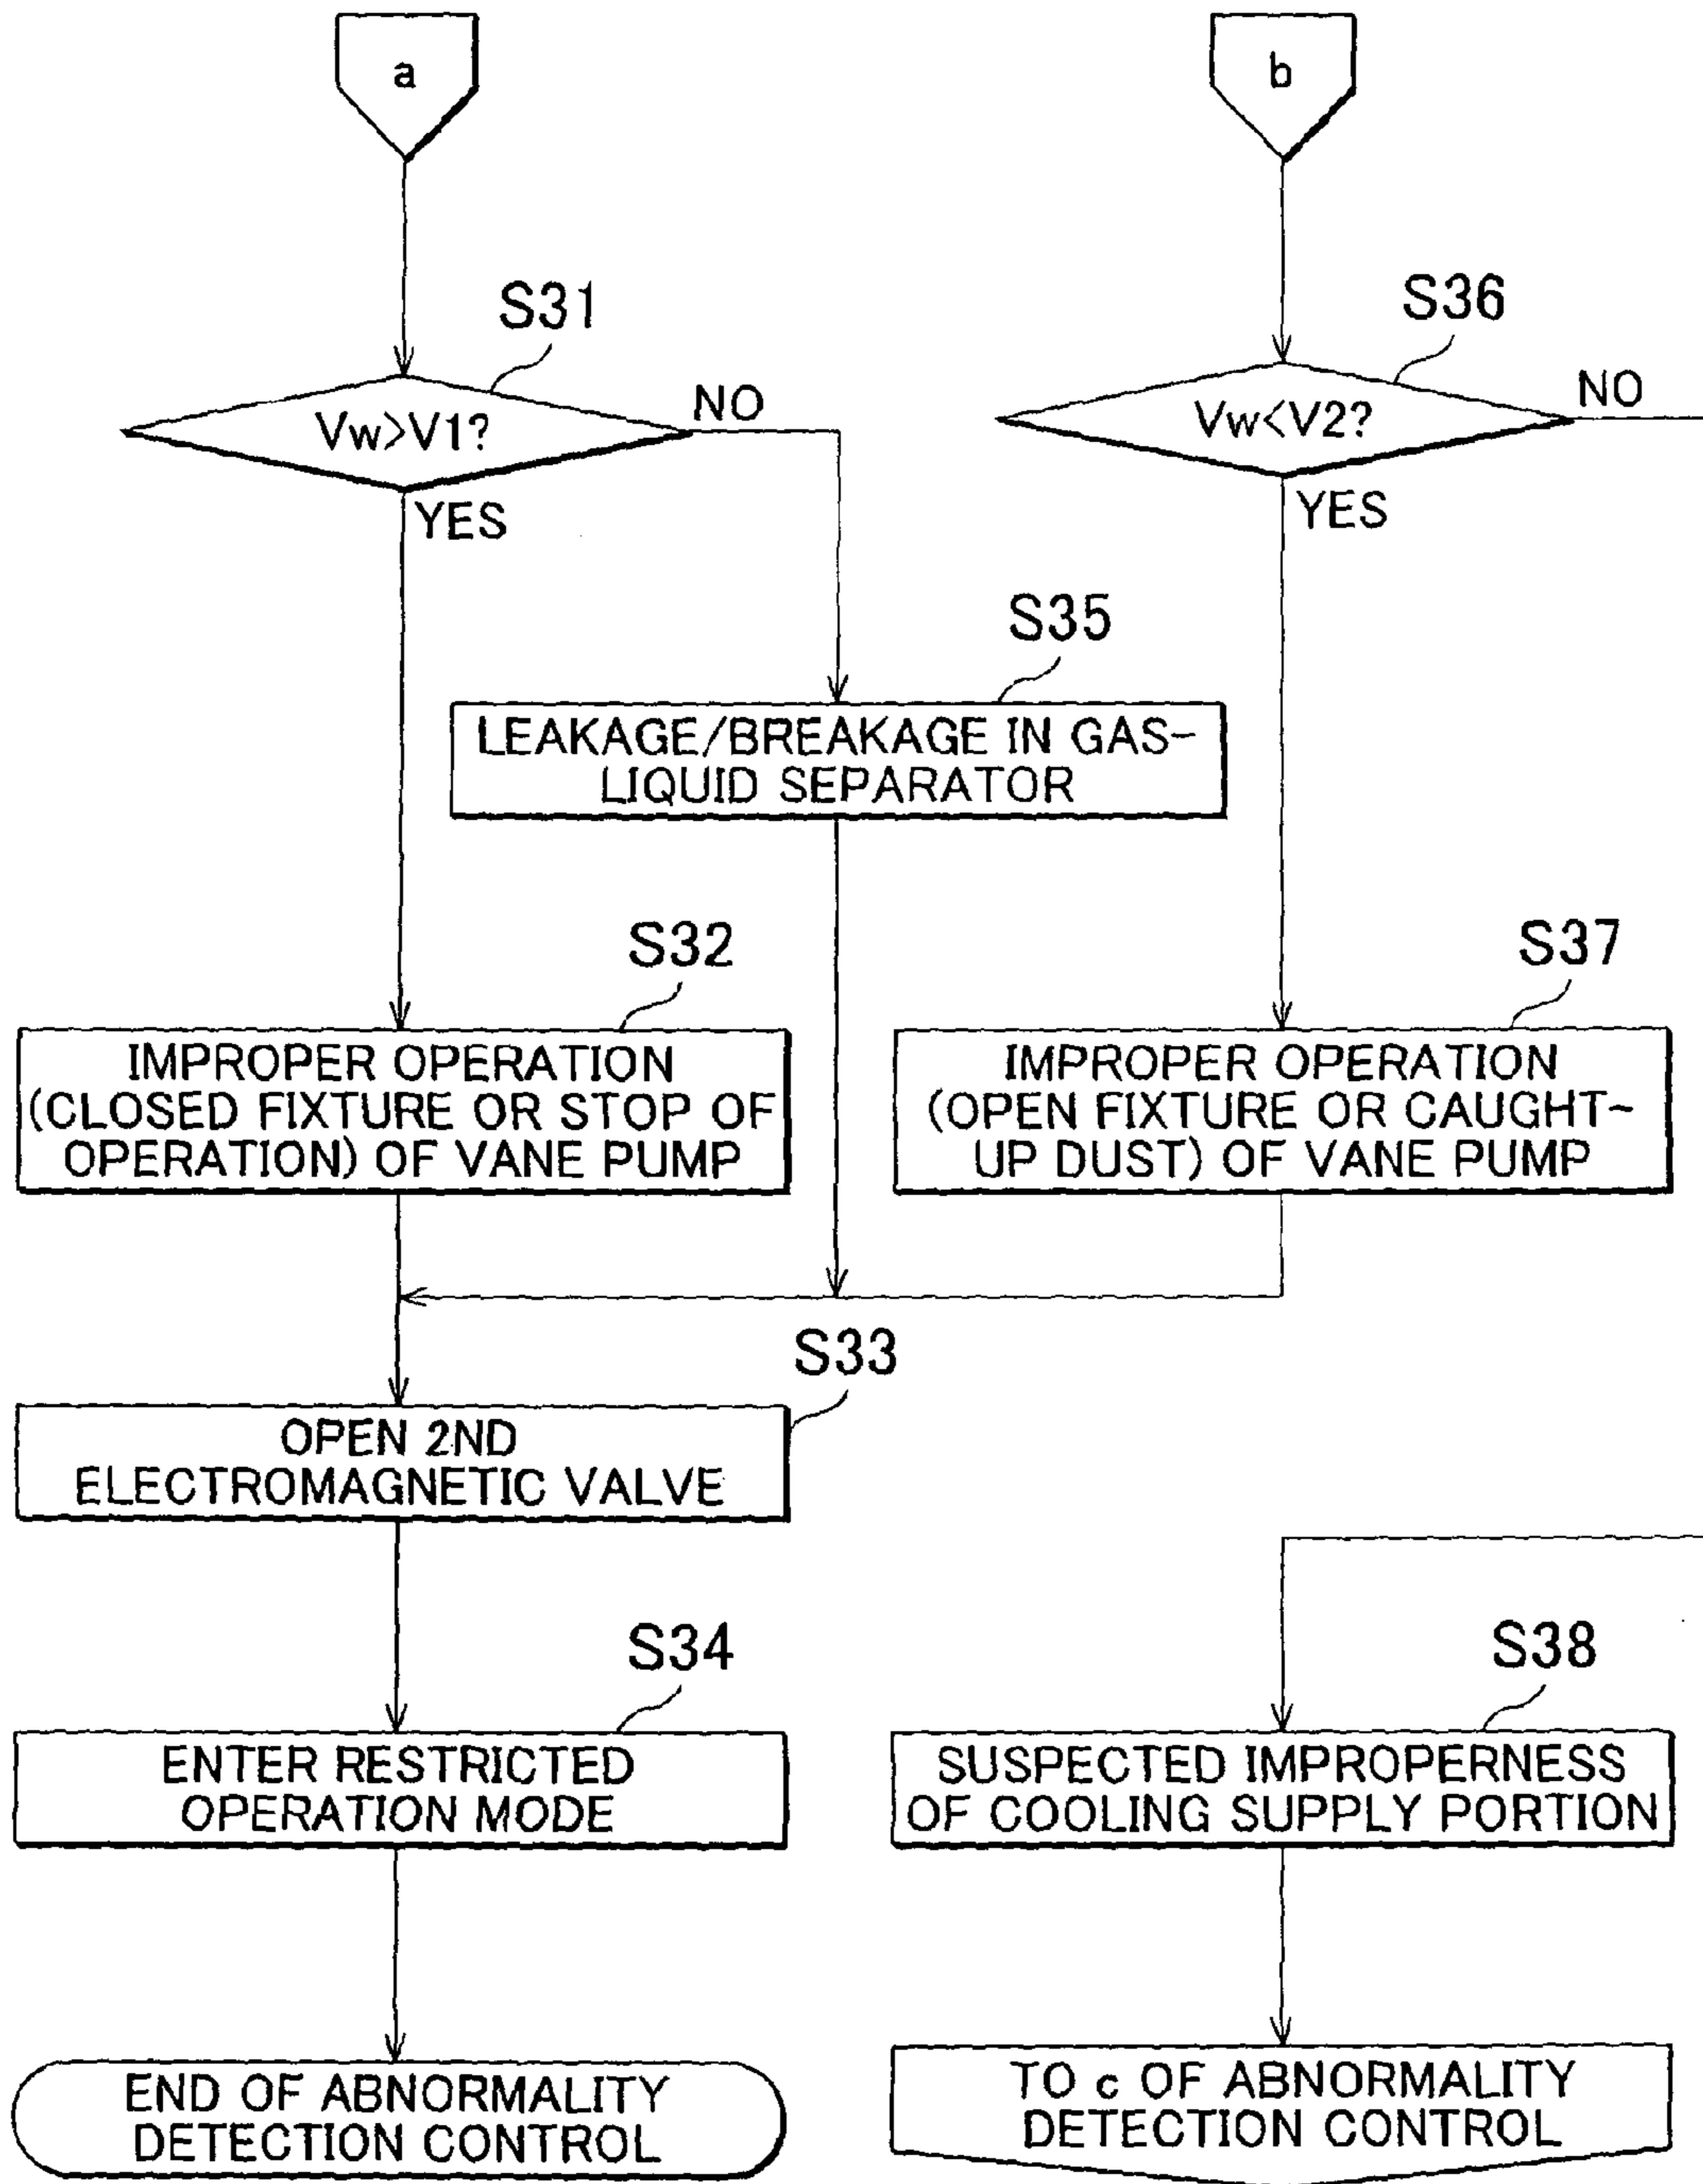 a
b
S31
S36
Vw>V1?
NO
Vw<V2?
NO
YES
YES
S35
LEAKAGE/BREAKAGE IN GAS-
LIQUID SEPARATOR
S32
S37
IMPROPER OPERATION
(CLOSED FIXTURE OR STOP OF
OPERATION) OF VANE PUMP
IMPROPER OPERATION
(OPEN FIXTURE OR CAUGHT-
UP DUST) OF VANE PUMP
S33
OPEN 2ND
ELECTROMAGNETIC VALVE
S34
S38
ENTER RESTRICTED
OPERATION MODE
SUSPECTED IMPROPERNESS
OF COOLING SUPPLY PORTION
END OF ABNORMALITY
DETECTION CONTROL
TO c OF ABNORMALITY
DETECTION CONTROL